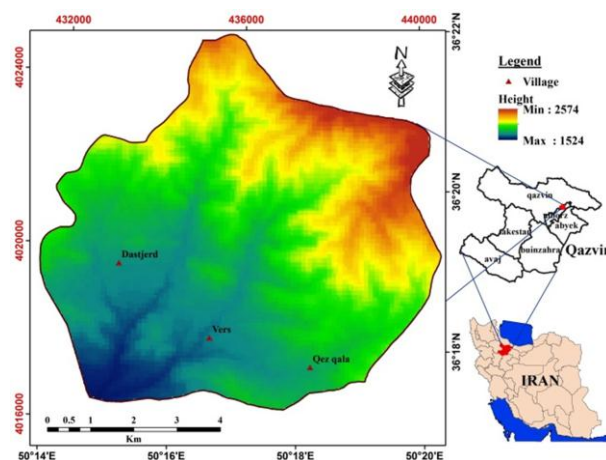 432000
436000
440000
36°22'N
4024000
N
Legend
Village
Height
Min : 2574
Max : 1524
qazvin
alborz
abyek
takestan
buinzahra
avaj
Qazvin
36°20'N
4020000
Dastjerd
Vers
Qez qala
36°18'N
IRAN
0 0.5 1 2 3 4
Km
4016000
50°14'E
50°16'E
50°18'E
50°20'E